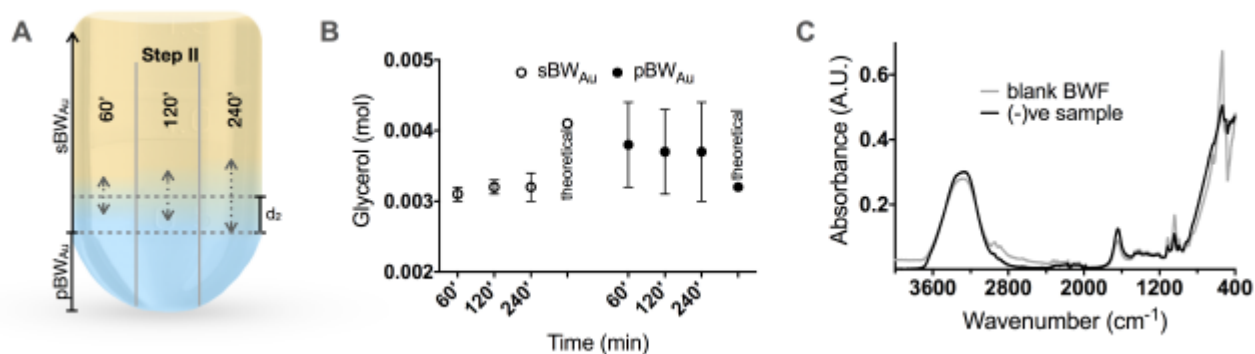 A
Step II
60'
120'
240'
sBWAu
pBWAu
d2
B
Glycerol (mol)
0.005
0.004
0.003
0.002
sBWAu
pBWAu
theoretical
theoretical
60'
120'
240'
60'
120'
240'
Time (min)
C
Absorbance (A.U.)
0.6
0.4
0.2
blank BWF
(-)ve sample
3600
2800
2000
1200
400
Wavenumber (cm-1)